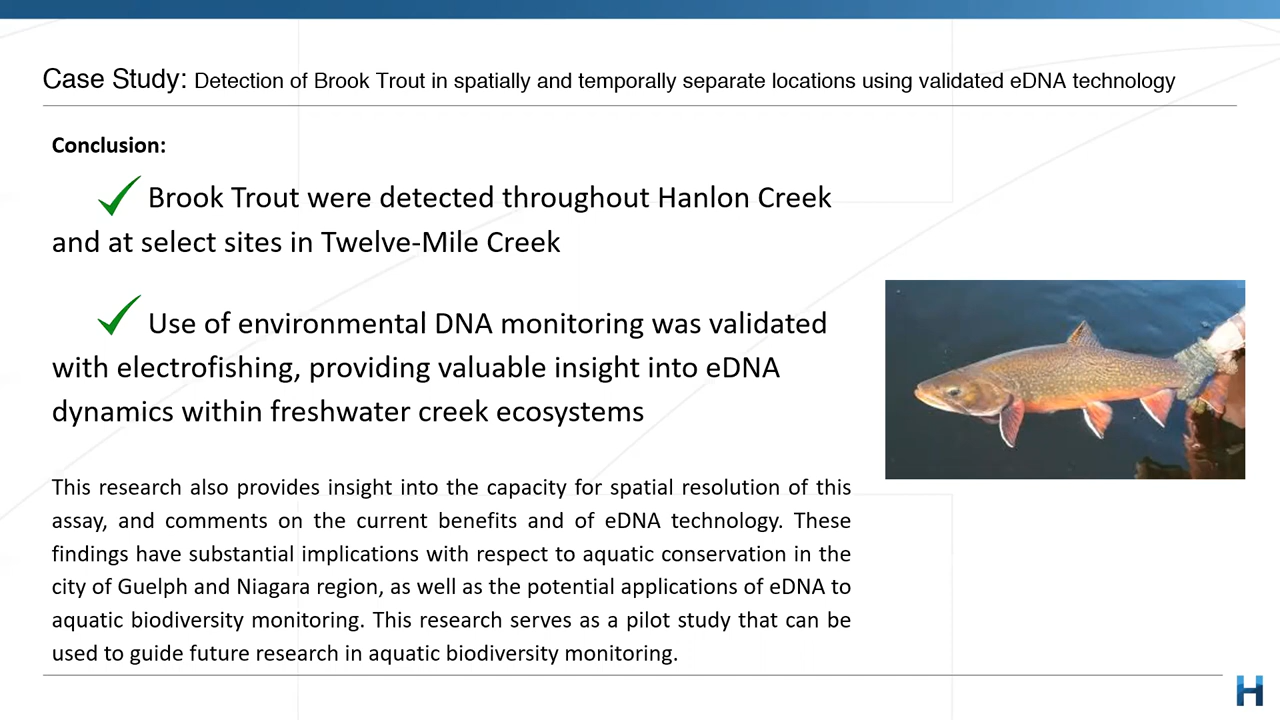 Case Study: Detection of Brook Trout in spatially and temporally separate locations using validated eDNA technology
Conclusion:
Brook Trout were detected throughout Hanlon Creek
and at select sites in Twelve-Mile Creek
Use of environmental DNA monitoring was validated
with electrofishing, providing valuable insight into eDNA
dynamics within freshwater creek ecosystems
This research also provides insight into the capacity for spatial resolution of this
assay, and comments on the current benefits and of eDNA technology. These
findings have substantial implications with respect to aquatic conservation in the
city of Guelph and Niagara region, as well as the potential applications of eDNA to
aquatic biodiversity monitoring. This research serves as a pilot study that can be
used to guide future research in aquatic biodiversity monitoring.
H